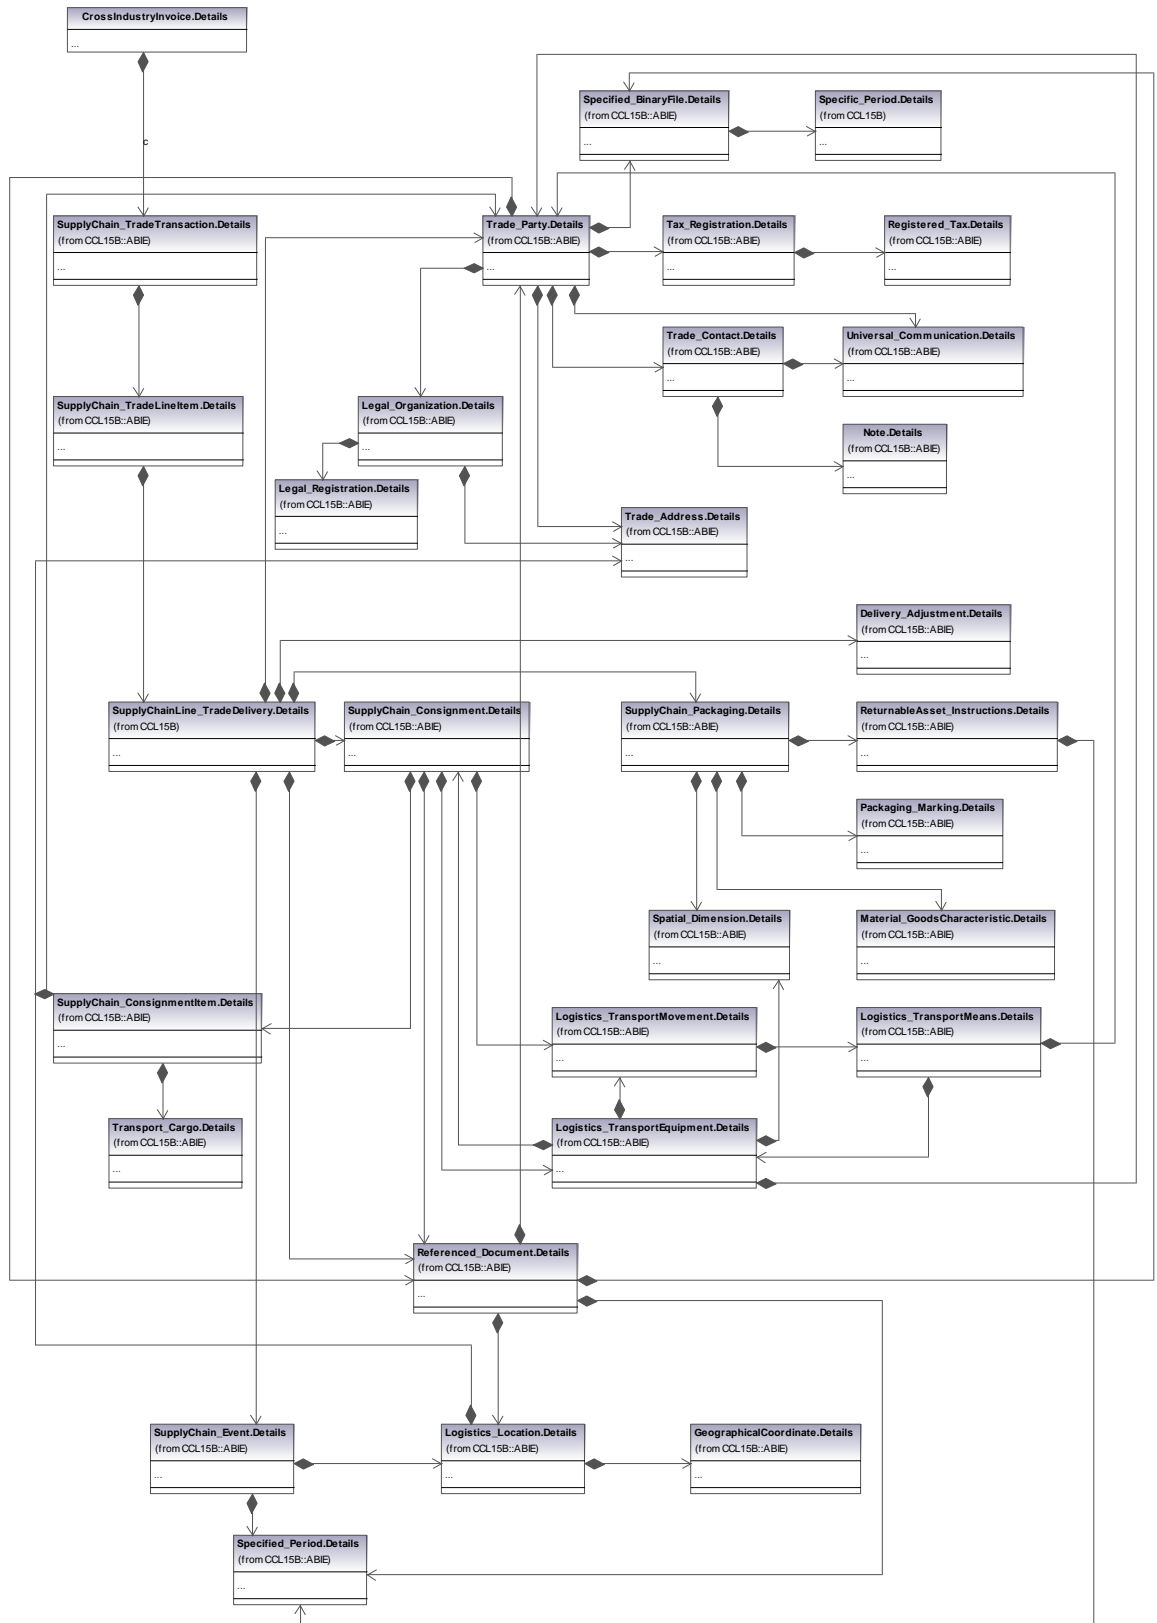 CrossIndustryInvoice.Details
...
c
Specified_BinaryFile.Details
(from CCL15B::ABIE)
...
Specific_Period.Details
(from CCL15B)
...
SupplyChain_TradeTransaction.Details
(from CCL15B::ABIE)
...
Trade_Party.Details
(from CCL15B::ABIE)
...
Tax_Registration.Details
(from CCL15B::ABIE)
...
Registered_Tax.Details
(from CCL15B::ABIE)
...
Trade_Contact.Details
(from CCL15B::ABIE)
...
Universal_Communication.Details
(from CCL15B::ABIE)
...
SupplyChain_TradeLineItem.Details
(from CCL15B::ABIE)
...
Legal_Organization.Details
(from CCL15B::ABIE)
...
Note.Details
(from CCL15B::ABIE)
...
Legal_Registration.Details
(from CCL15B::ABIE)
...
Trade_Address.Details
(from CCL15B::ABIE)
...
Delivery_Adjustment.Details
(from CCL15B::ABIE)
...
SupplyChainLine_TradeDelivery.Details
(from CCL15B)
...
SupplyChain_Consignment.Details
(from CCL15B::ABIE)
...
SupplyChain_Packaging.Details
(from CCL15B::ABIE)
...
ReturnableAsset_Instructions.Details
(from CCL15B::ABIE)
...
Packaging_Marking.Details
(from CCL15B::ABIE)
...
Spatial_Dimension.Details
(from CCL15B::ABIE)
...
Material_GoodsCharacteristic.Details
(from CCL15B::ABIE)
...
SupplyChain_ConsignmentItem.Details
(from CCL15B::ABIE)
...
Logistics_TransportMovement.Details
(from CCL15B::ABIE)
...
Logistics_TransportMeans.Details
(from CCL15B::ABIE)
...
Transport_Cargo.Details
(from CCL15B::ABIE)
...
Logistics_TransportEquipment.Details
(from CCL15B::ABIE)
...
Referenced_Document.Details
(from CCL15B::ABIE)
...
SupplyChain_Event.Details
(from CCL15B::ABIE)
...
Logistics_Location.Details
(from CCL15B::ABIE)
...
GeographicalCoordinate.Details
(from CCL15B::ABIE)
...
Specified_Period.Details
(from CCL15B::ABIE)
...